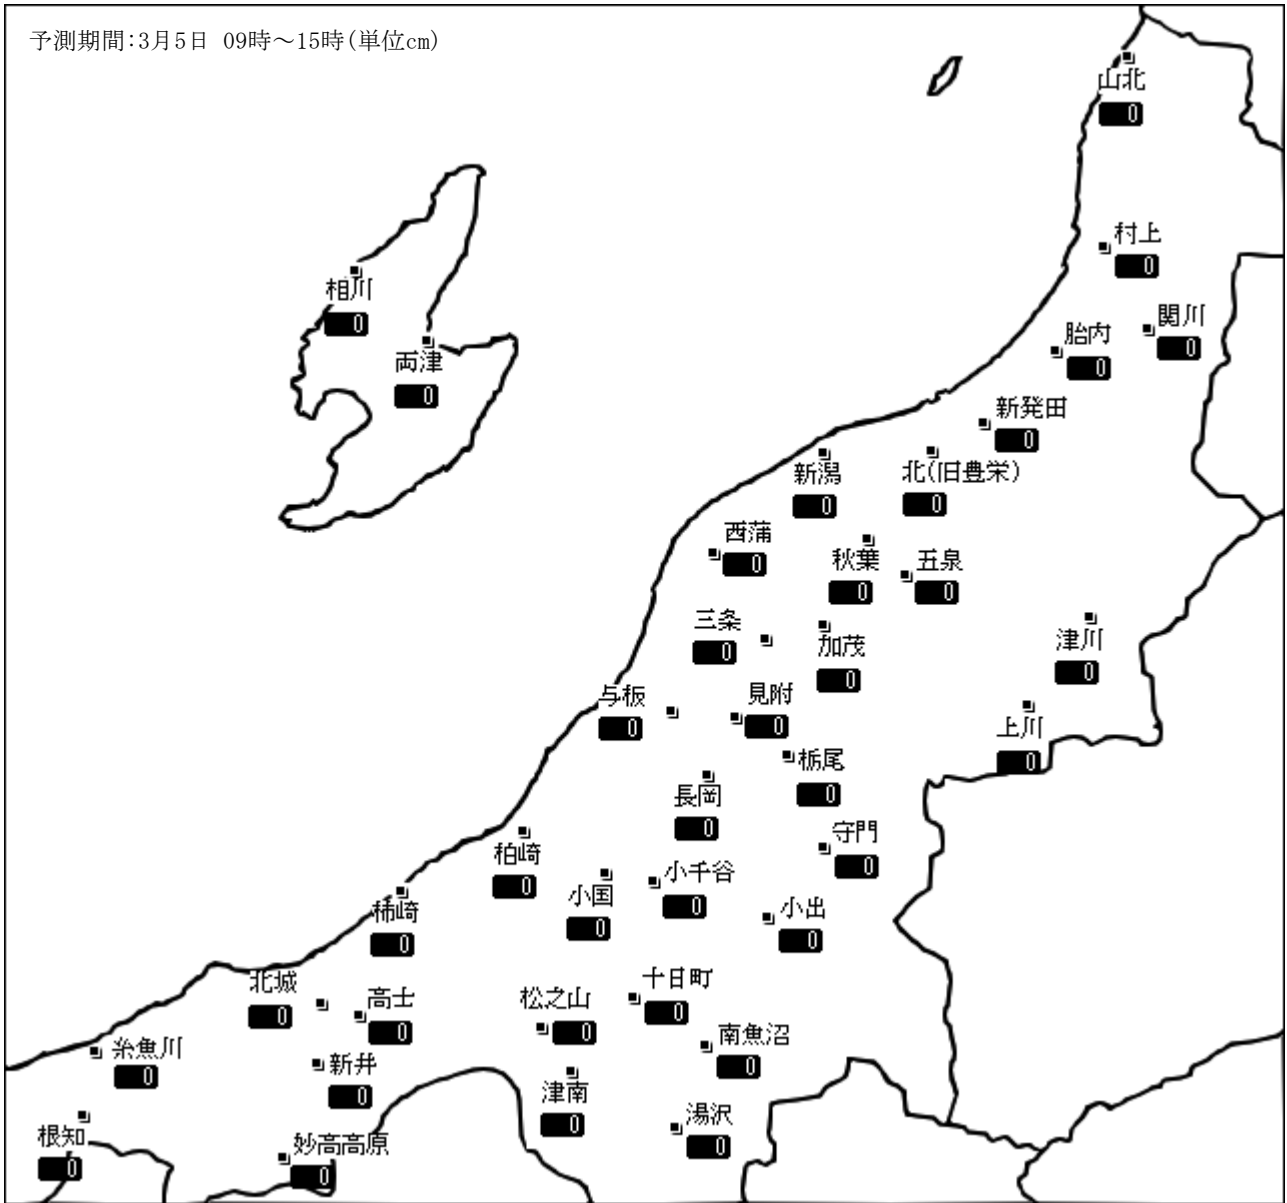 予測期間:3月5日 09時～15時(単位cm)
山北
0
村上
0
相川
0
関川
0
胎内
0
両津
0
新発田
0
新潟
0
北(旧豊栄)
0
西蒲
0
秋葉
0
五泉
0
三条
0
加茂
0
津川
0
与板
0
見附
0
上川
0
栃尾
0
長岡
0
守門
0
柏崎
0
小国
0
小千谷
0
小出
0
柿崎
0
北城
0
高士
0
松之山
0
十日町
0
南魚沼
0
糸魚川
0
新井
0
津南
0
湯沢
0
根知
0
妙高高原
0